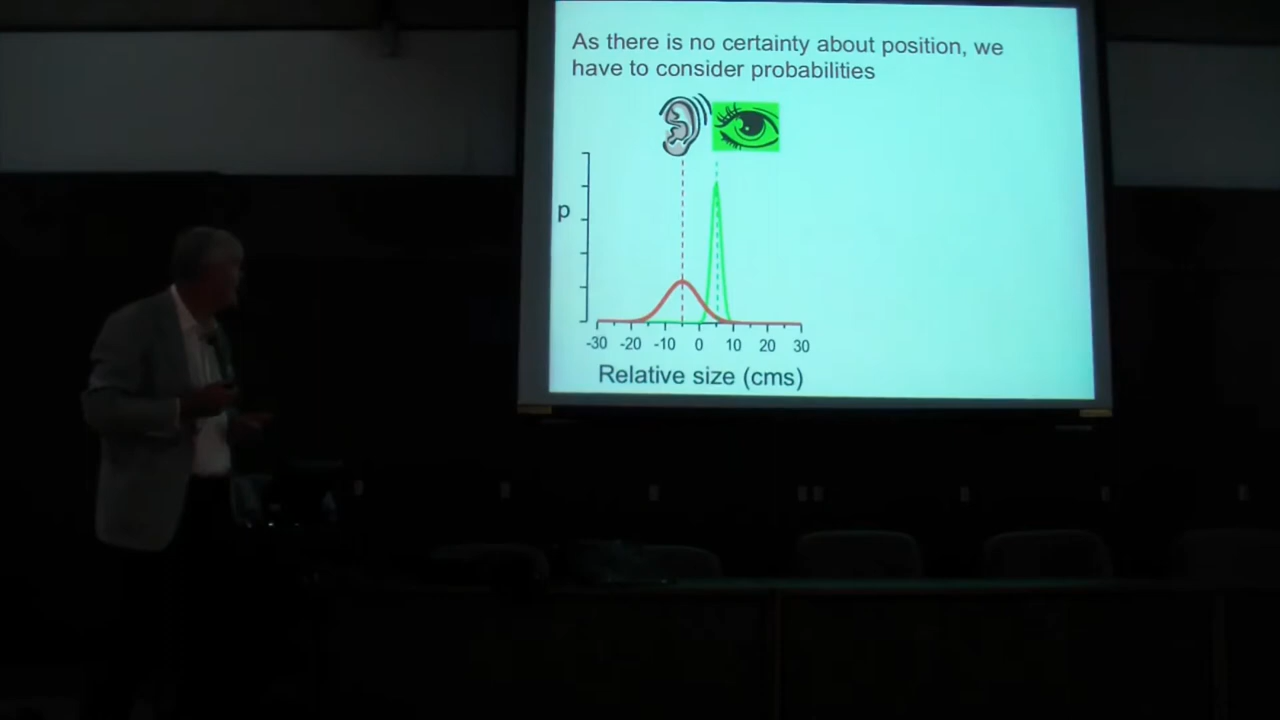 As there is no certainty about position, we
have to consider probabilities
p
-30 -20 -10 0 10 20 30
Relative size (cms)